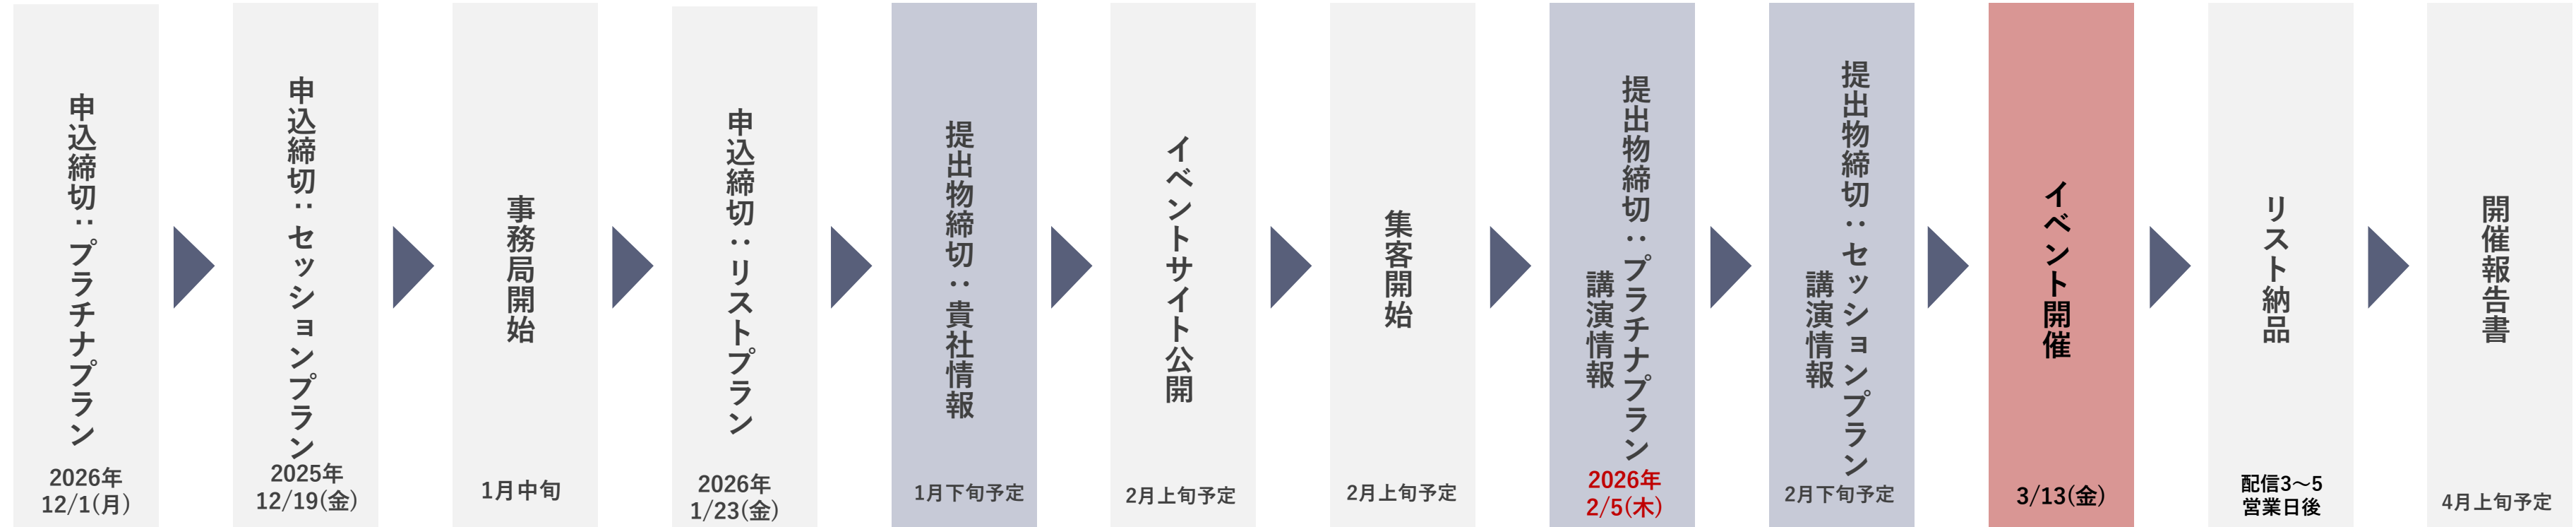 申込締切：プラチナプラン
2026年
12/1(月)
申込締切：セッションプラン
2025年
12/19(金)
事務局開始
1月中旬
申込締切：リストプラン
2026年
1/23(金)
提出物締切：貴社情報
1月下旬予定
イベントサイト公開
2月上旬予定
集客開始
2月上旬予定
提出物締切：プラチナプラン
講演情報
2026年
2/5(木)
提出物締切：セッションプラン
講演情報
2月下旬予定
イベント開催
3/13(金)
リスト納品
配信3～5
営業日後
開催報告書
4月上旬予定